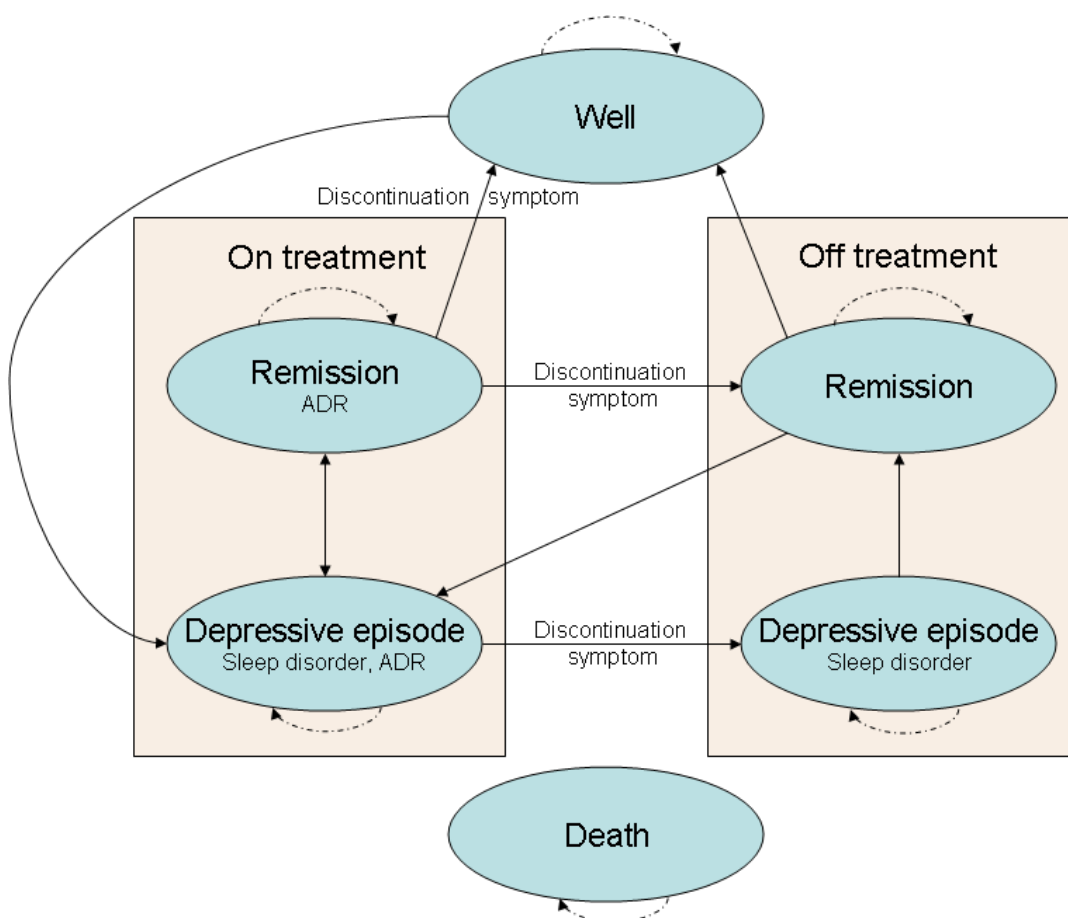 Well
Discontinuation symptom
On treatment
Off treatment
Remission
ADR
Discontinuation
symptom
Remission
Depressive episode
Sleep disorder, ADR
Discontinuation
symptom
Depressive episode
Sleep disorder
Death